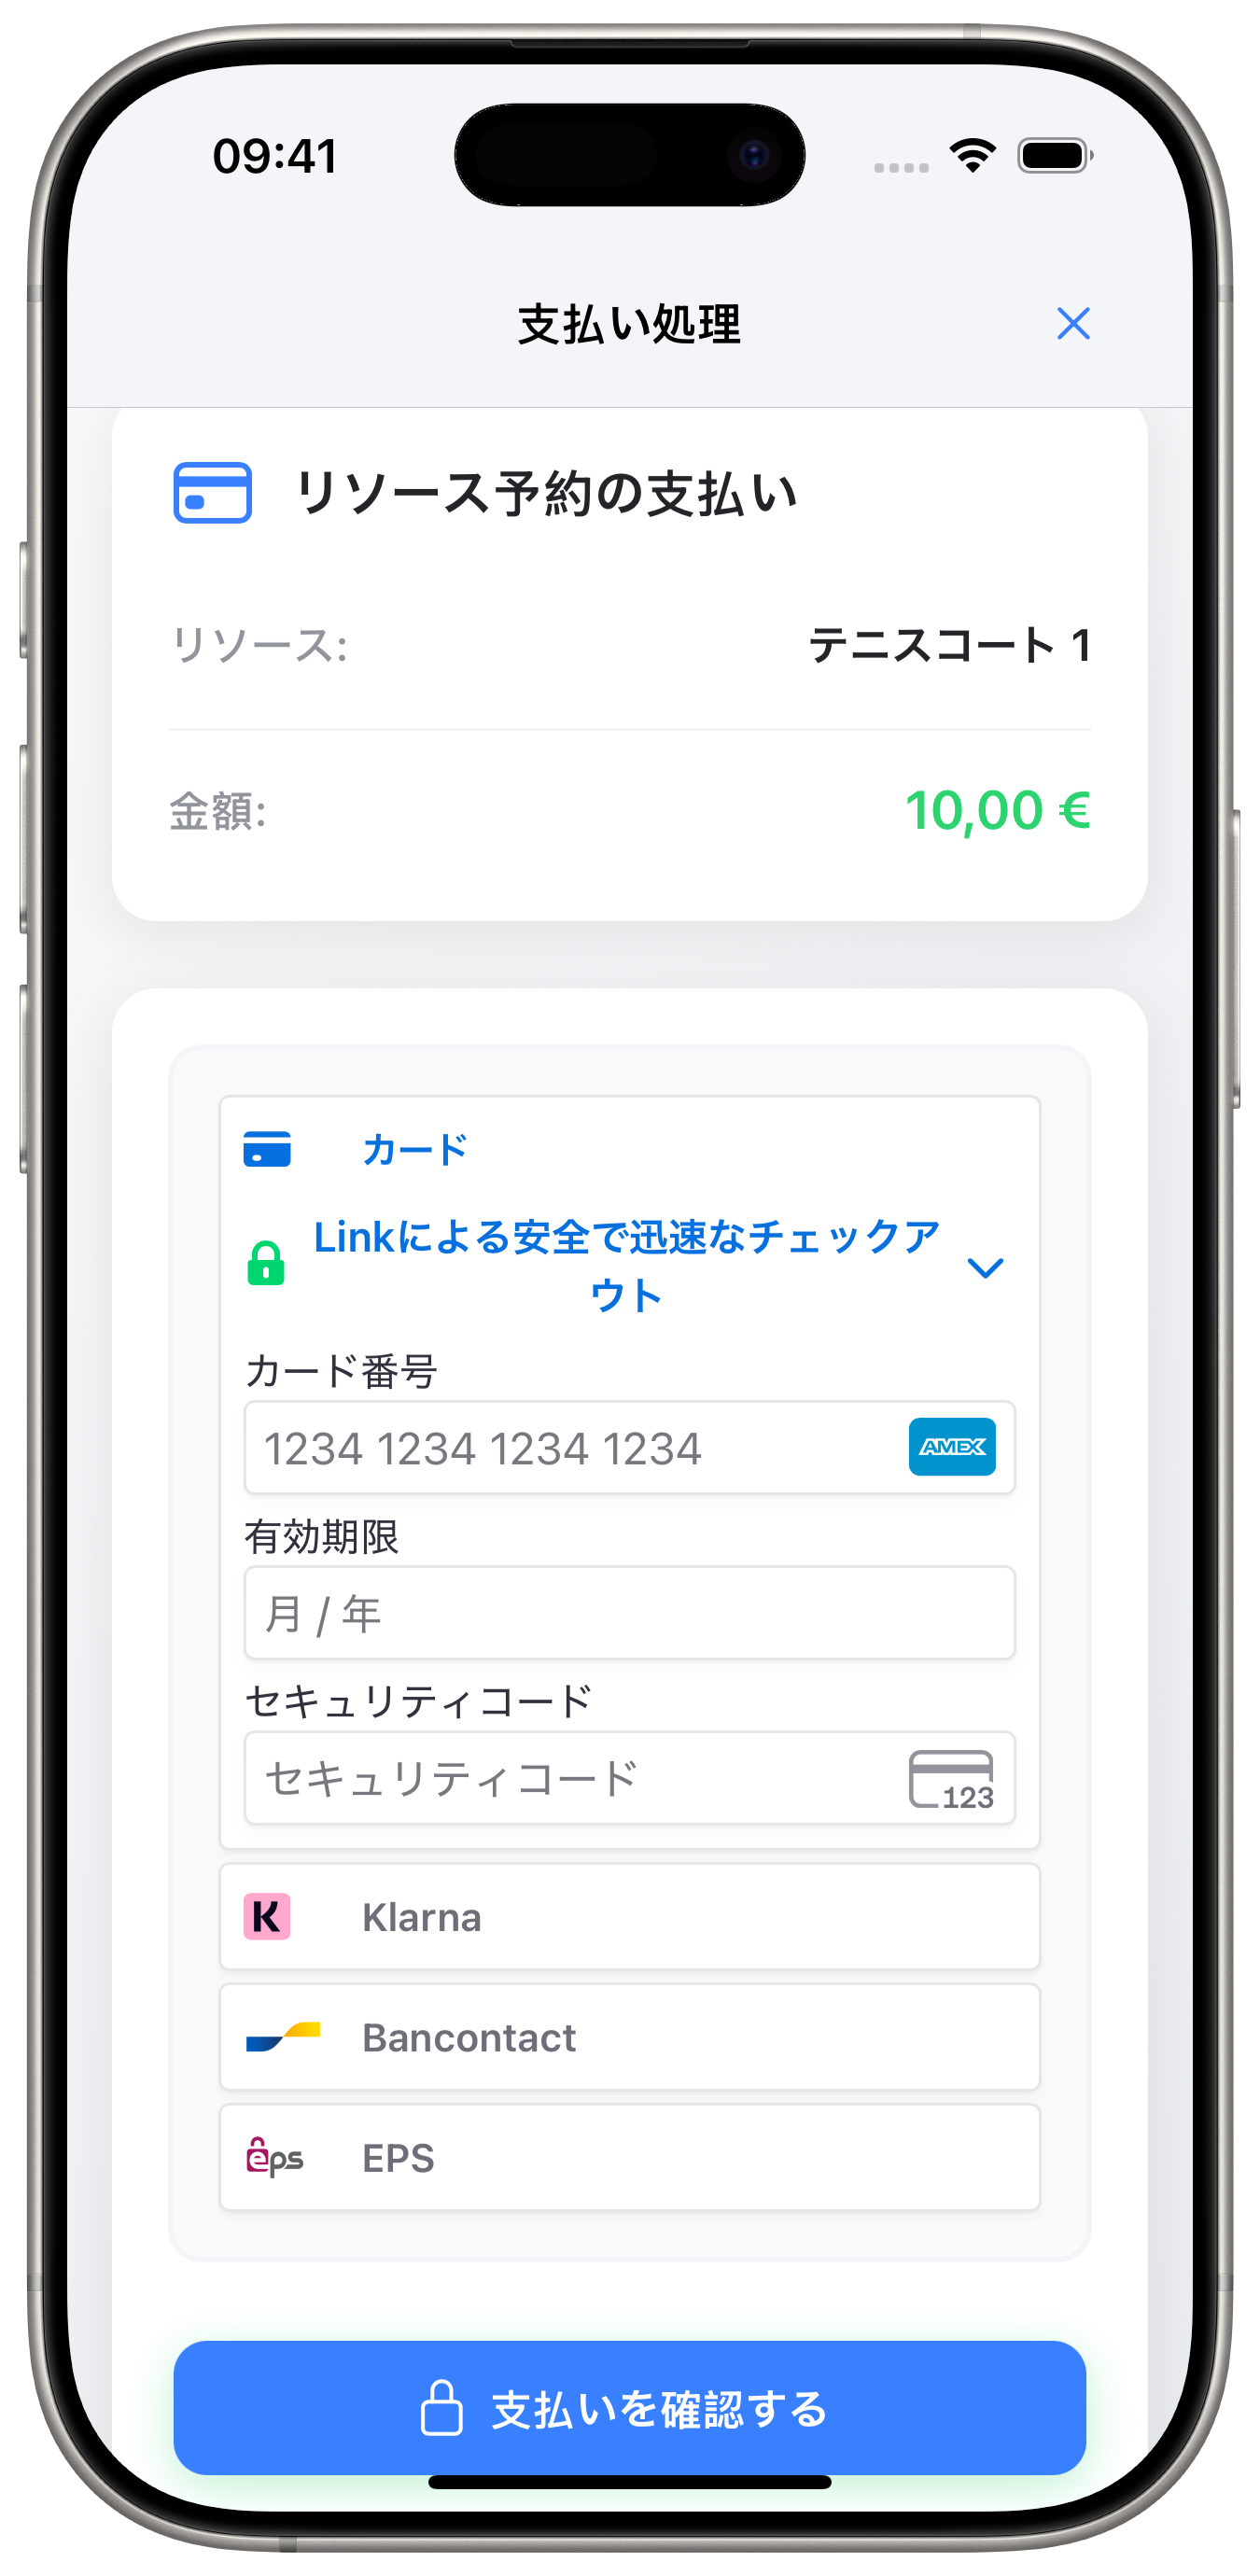 09:41
支払い処理
リソース予約の支払い
リソース: テニスコート 1
金額: 10,00 €
カード
Linkによる安全で迅速なチェックア
ウト
カード番号
1234 1234 1234 1234 AMEX
有効期限
月 / 年
セキュリティコード
セキュリティコード 123
K Klarna
Bancontact
eps EPS
支払いを確認する